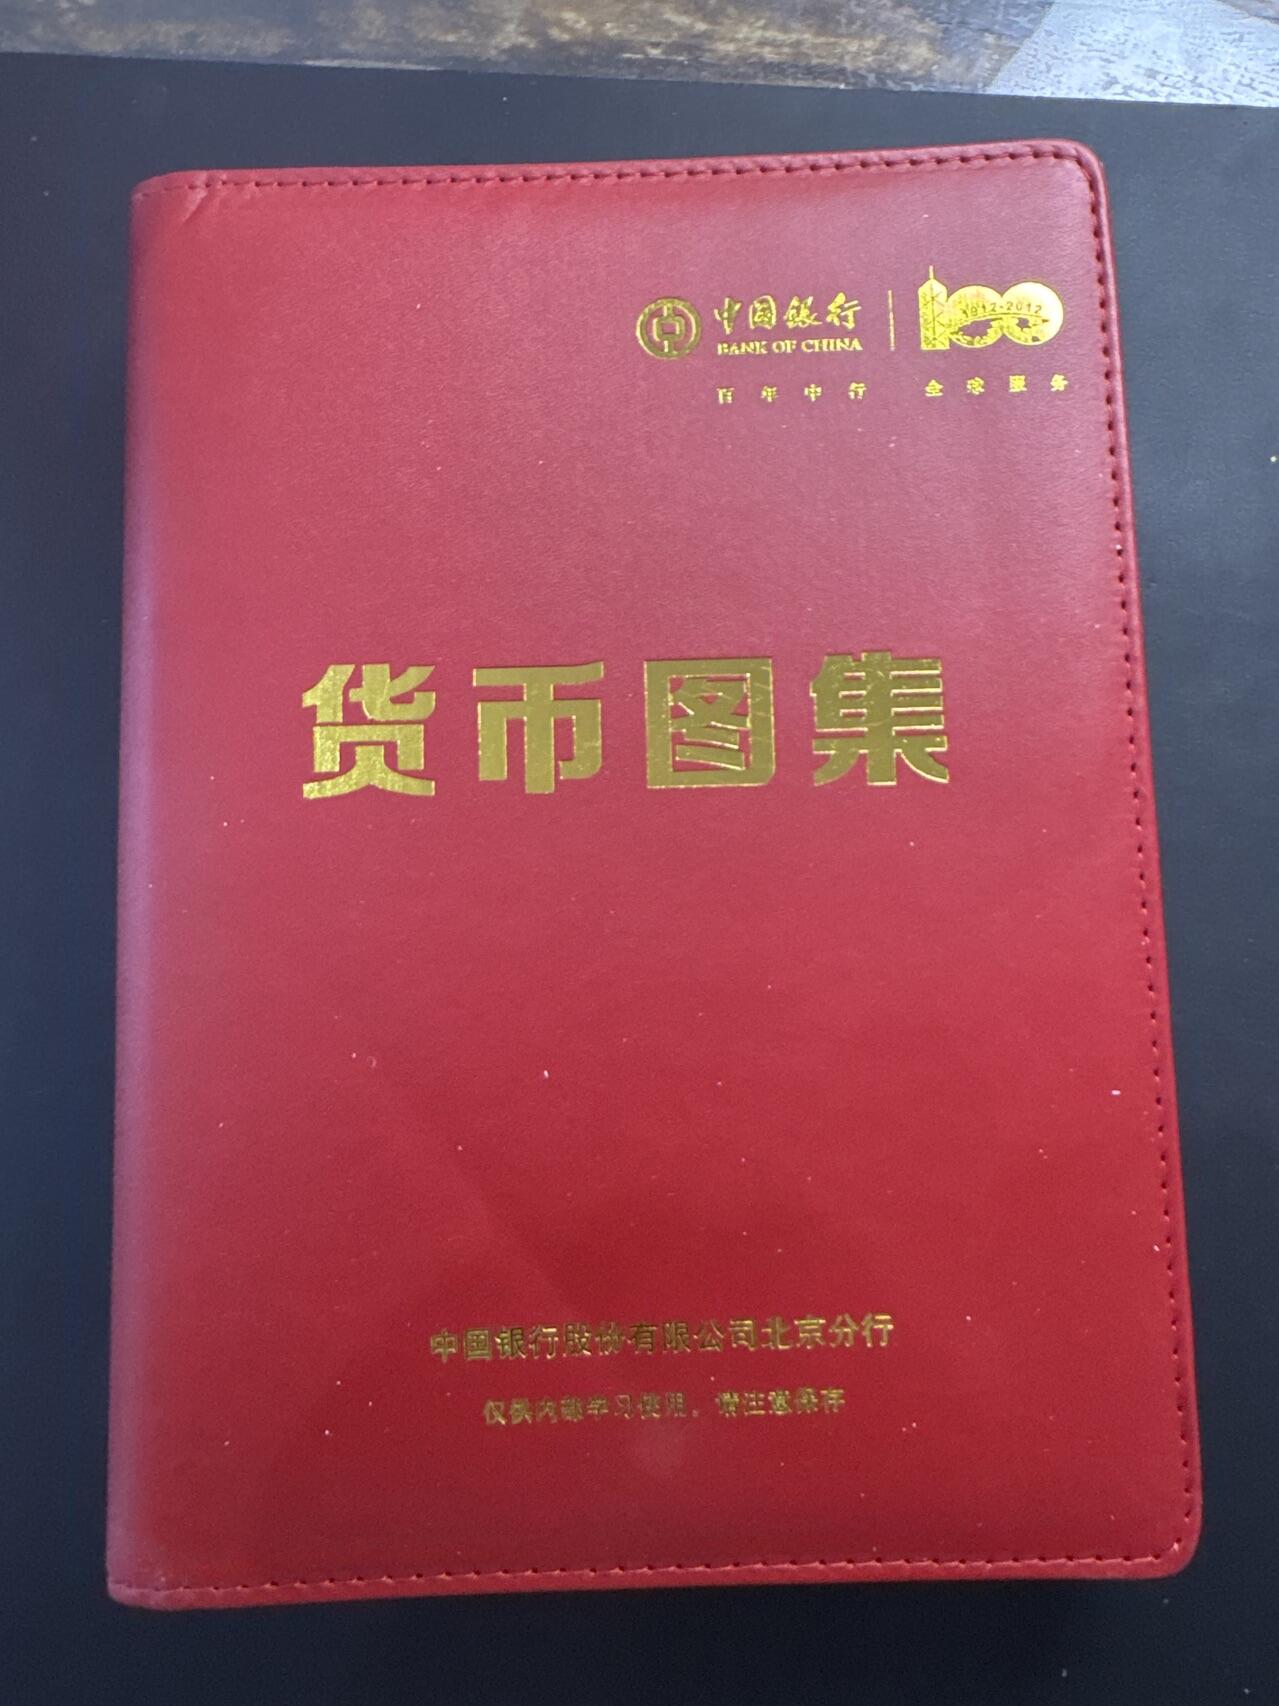 中国银行
BANK OF CHINA
1912-2012
百年中行 全球服务
货币图集
中国银行股份有限公司北京分行
仅供内部学习使用，请注意保存